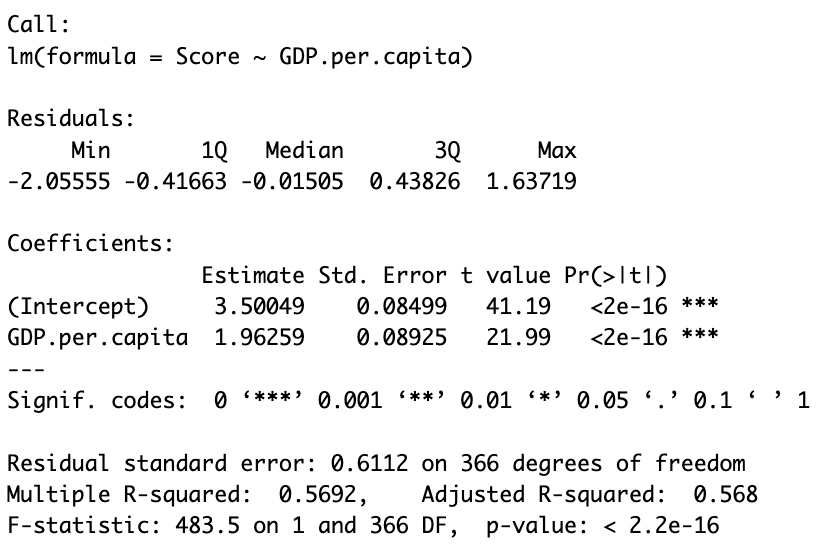 Call:
lm(formula = Score ~ GDP.per.capita)
Residuals:
     Min       1Q   Median       3Q      Max
-2.05555 -0.41663 -0.01505  0.43826  1.63719
Coefficients:
               Estimate Std. Error t value Pr(>|t|)
(Intercept)     3.50049    0.08499   41.19   <2e-16 ***
GDP.per.capita  1.96259    0.08925   21.99   <2e-16 ***
---
Signif. codes:  0 ‘***’ 0.001 ‘**’ 0.01 ‘*’ 0.05 ‘.’ 0.1 ‘ ’ 1
Residual standard error: 0.6112 on 366 degrees of freedom
Multiple R-squared:  0.5692,    Adjusted R-squared:  0.568
F-statistic: 483.5 on 1 and 366 DF,  p-value: < 2.2e-16